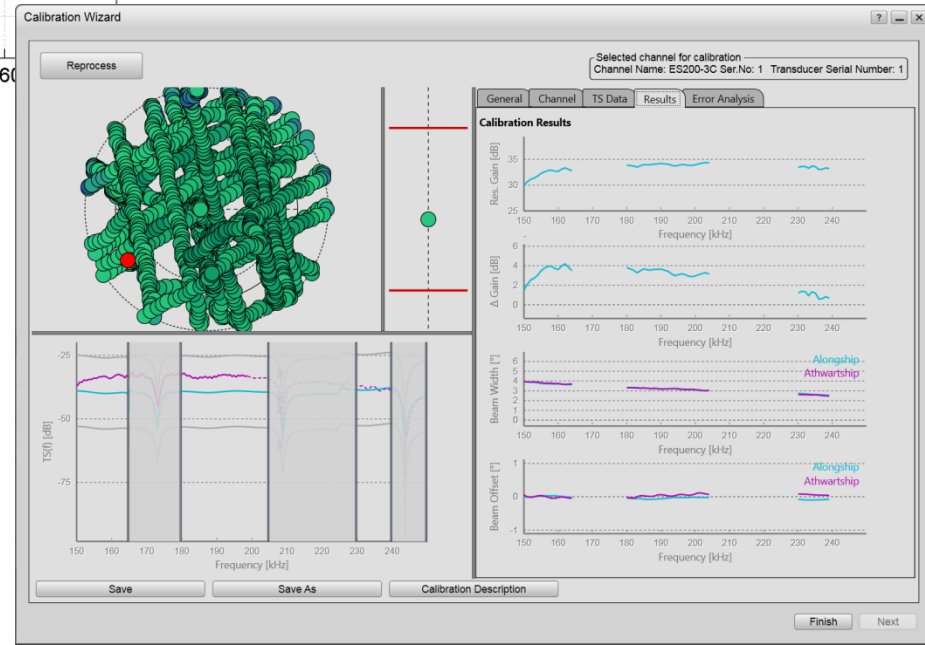 60
Calibration Wizard
?
Reprocess
Selected channel for calibration
Channel Name: ES200-3C Ser.No: 1 Transducer Serial Number: 1
General Channel TS Data Results Error Analysis
Calibration Results
Res. Gain [dB]
35
30
25
150 160 170 180 190 200 210 220 230 240
Frequency [kHz]
Δ Gain [dB]
6
4
2
0
150 160 170 180 190 200 210 220 230 240
Frequency [kHz]
Beam Width [°]
6
5
4
3
2
1
0
Alongship
Athwartship
150 160 170 180 190 200 210 220 230 240
Frequency [kHz]
Beam Offset [°]
1
0
-1
Alongship
Athwartship
150 160 170 180 190 200 210 220 230 240
Frequency [kHz]
TS(f) [dB]
-25
-50
-75
150 160 170 180 190 200 210 220 230 240
Frequency [kHz]
Save Save As Calibration Description
Finish Next